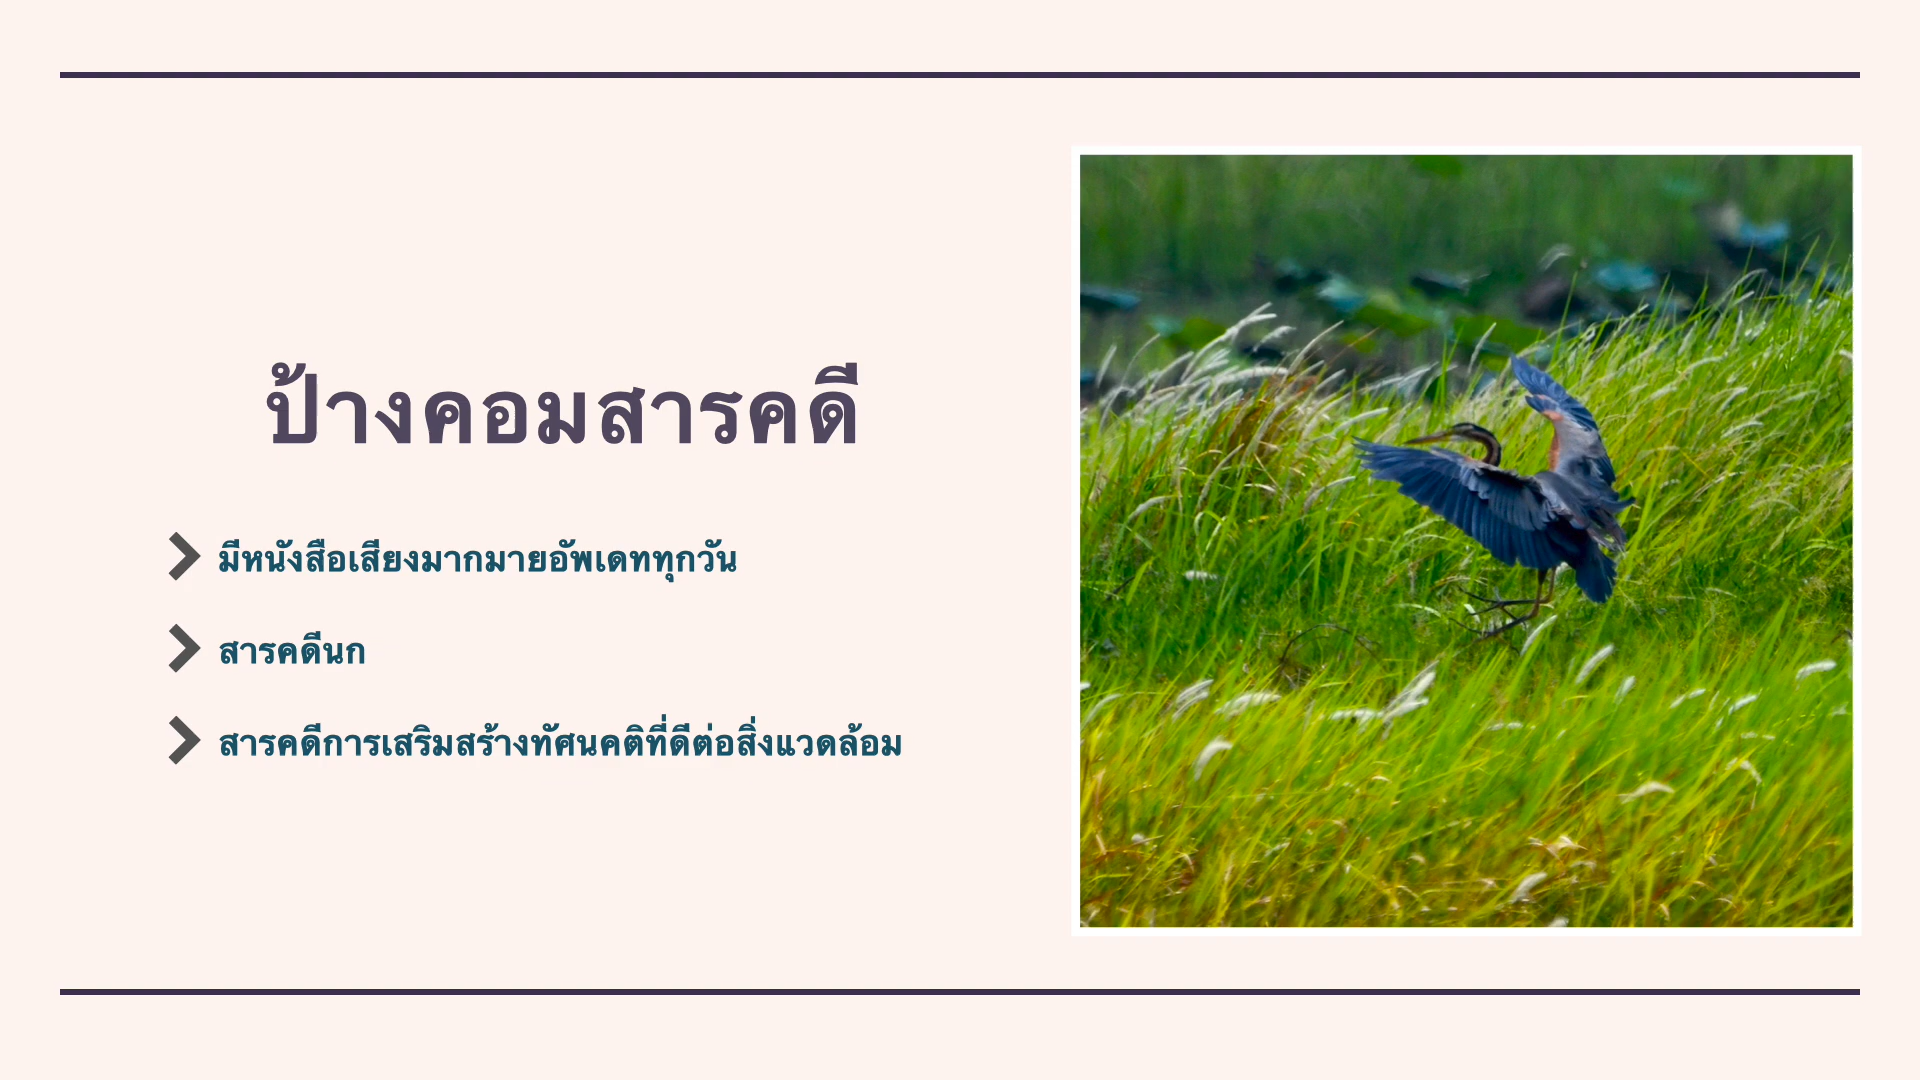 ป้างคอมสารคดี
มีหนังสือเสียงมากมายอัพเดททุกวัน
สารคดีนก
สารคดีการเสริมสร้างทัศนคติที่ดีต่อสิ่งแวดล้อม